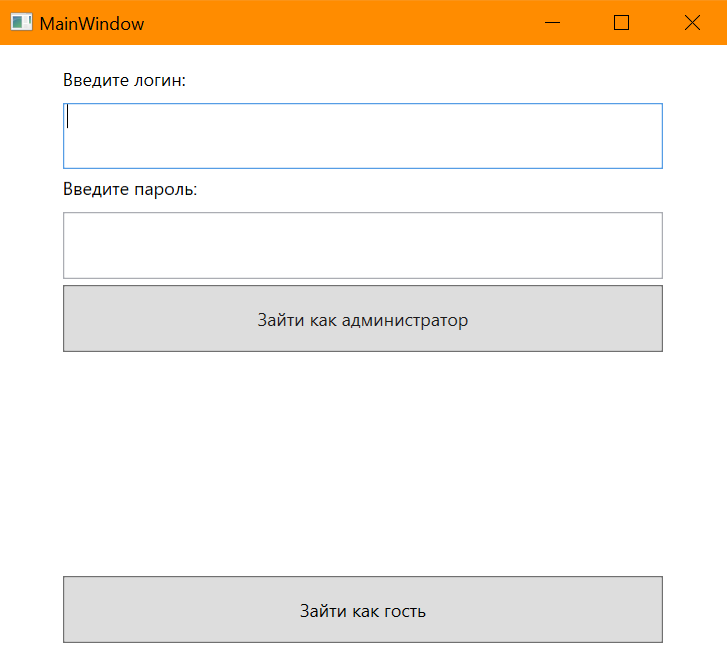 MainWindow
Введите логин:
Введите пароль:
Зайти как администратор
Зайти как гость